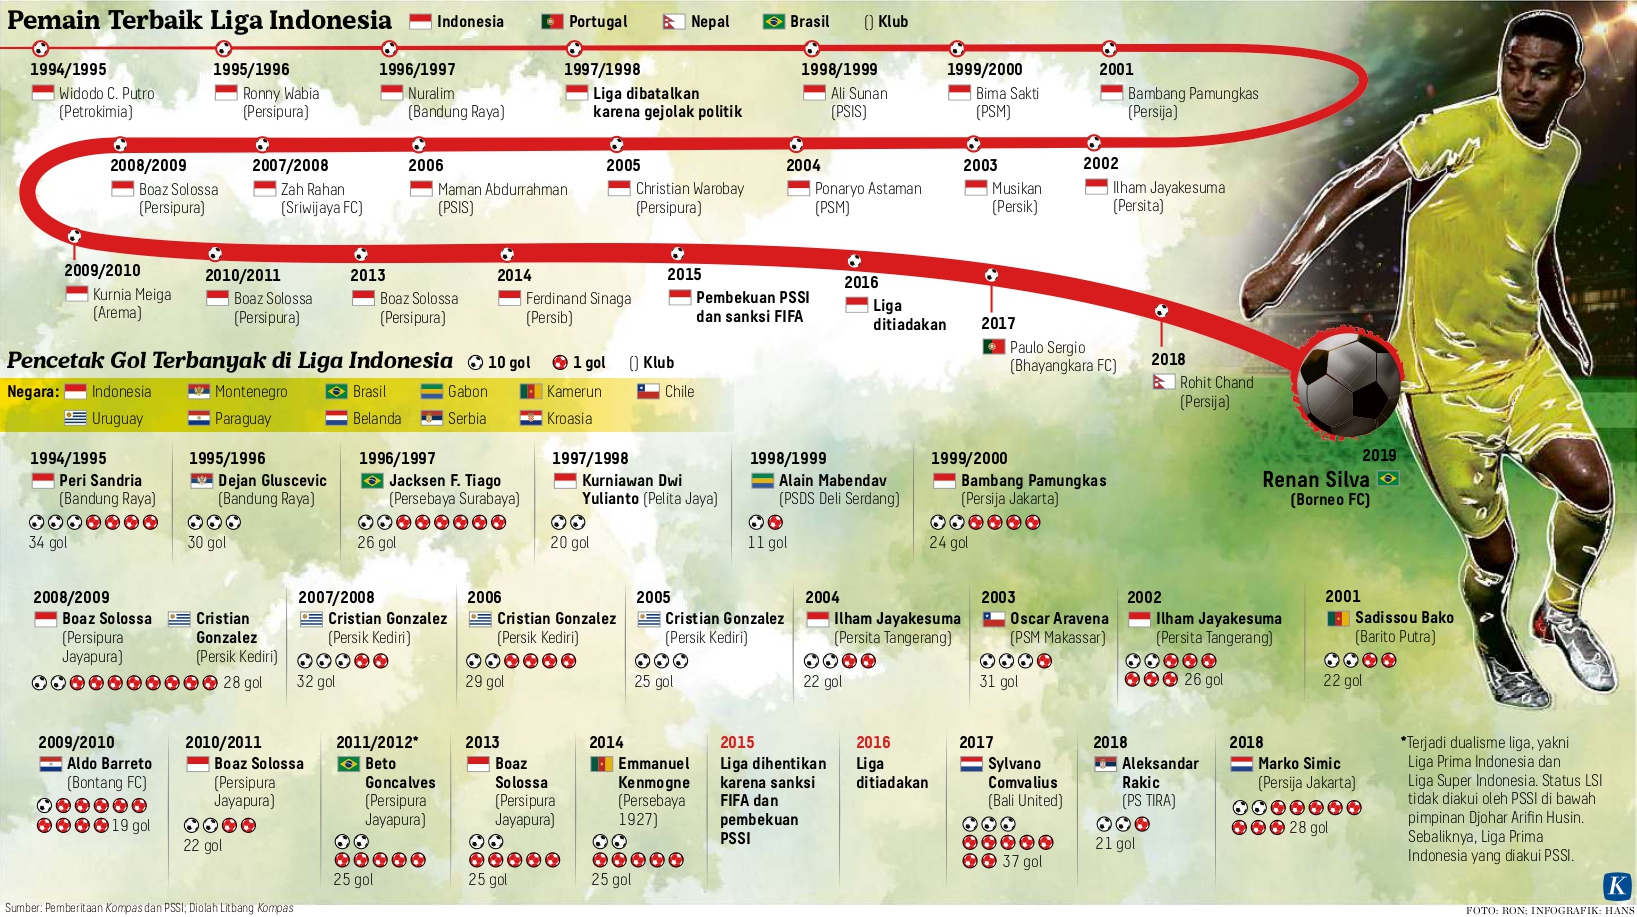 Pemain Terbaik Liga Indonesia
Indonesia
Portugal
Nepal
Brasil
() Klub
1994/1995
Widodo C. Putro
(Petrokimia)
1995/1996
Ronny Wabia
(Persipura)
1996/1997
Nuralim
(Bandung Raya)
1997/1998
Liga dibatalkan
karena gejolak politik
1998/1999
Ali Sunan
(PSIS)
1999/2000
Bima Sakti
(PSM)
2001
Bambang Pamungkas
(Persija)
2008/2009
Boaz Solossa
(Persipura)
2007/2008
Zah Rahan
(Sriwijaya FC)
2006
Maman Abdurrahman
(PSIS)
2005
Christian Warobay
(Persipura)
2004
Ponaryo Astaman
(PSM)
2003
Musikan
(Persik)
2002
Ilham Jayakesuma
(Persita)
2009/2010
Kurnia Meiga
(Arema)
2010/2011
Boaz Solossa
(Persipura)
2013
Boaz Solossa
(Persipura)
2014
Ferdinand Sinaga
(Persib)
2015
Pembekuan PSSI
dan sanksi FIFA
2016
Liga
ditiadakan
2017
Paulo Sergio
(Bhayangkara FC)
2018
Rohit Chand
(Persija)
2019
Renan Silva
(Borneo FC)
Pencetak Gol Terbanyak di Liga Indonesia
10 gol
1 gol
() Klub
Negara:
Indonesia
Montenegro
Brasil
Gabon
Kamerun
Chile
Uruguay
Paraguay
Belanda
Serbia
Kroasia
1994/1995
Peri Sandria
(Bandung Raya)
34 gol
1995/1996
Dejan Gluscevic
(Bandung Raya)
30 gol
1996/1997
Jacksen F. Tiago
(Persebaya Surabaya)
26 gol
1997/1998
Kurniawan Dwi
Yulianto (Pelita Jaya)
20 gol
1998/1999
Alain Mabendav
(PSDS Deli Serdang)
11 gol
1999/2000
Bambang Pamungkas
(Persija Jakarta)
24 gol
2008/2009
Boaz Solossa
(Persipura
Jayapura)
Cristian
Gonzalez
(Persik Kediri)
28 gol
2007/2008
Cristian Gonzalez
(Persik Kediri)
32 gol
2006
Cristian Gonzalez
(Persik Kediri)
29 gol
2005
Cristian Gonzalez
(Persik Kediri)
25 gol
2004
Ilham Jayakesuma
(Persita Tangerang)
22 gol
2003
Oscar Aravena
(PSM Makassar)
31 gol
2002
Ilham Jayakesuma
(Persita Tangerang)
26 gol
2001
Sadissou Bako
(Barito Putra)
22 gol
2009/2010
Aldo Barreto
(Bontang FC)
19 gol
2010/2011
Boaz Solossa
(Persipura
Jayapura)
22 gol
2011/2012*
Beto
Goncalves
(Persipura
Jayapura)
25 gol
2013
Boaz
Solossa
(Persipura
Jayapura)
25 gol
2014
Emmanuel
Kenmogne
(Persebaya
1927)
25 gol
2015
Liga dihentikan
karena sanksi
FIFA dan
pembekuan
PSSI
2016
Liga
ditiadakan
2017
Sylvano
Comvalius
(Bali United)
37 gol
2018
Aleksandar
Rakic
(PS TIRA)
21 gol
2018
Marko Simic
(Persija Jakarta)
28 gol
*Terjadi dualisme liga, yakni
Liga Prima Indonesia dan
Liga Super Indonesia. Status LSI
tidak diakui oleh PSSI di bawah
pimpinan Djohar Arifin Husin.
Sebaliknya, Liga Prima
Indonesia yang diakui PSSI.
K
Sumber: Pemberitaan Kompas dan PSSI; Diolah Litbang Kompas
FOTO: RON; INFOGRAFIK: HANS